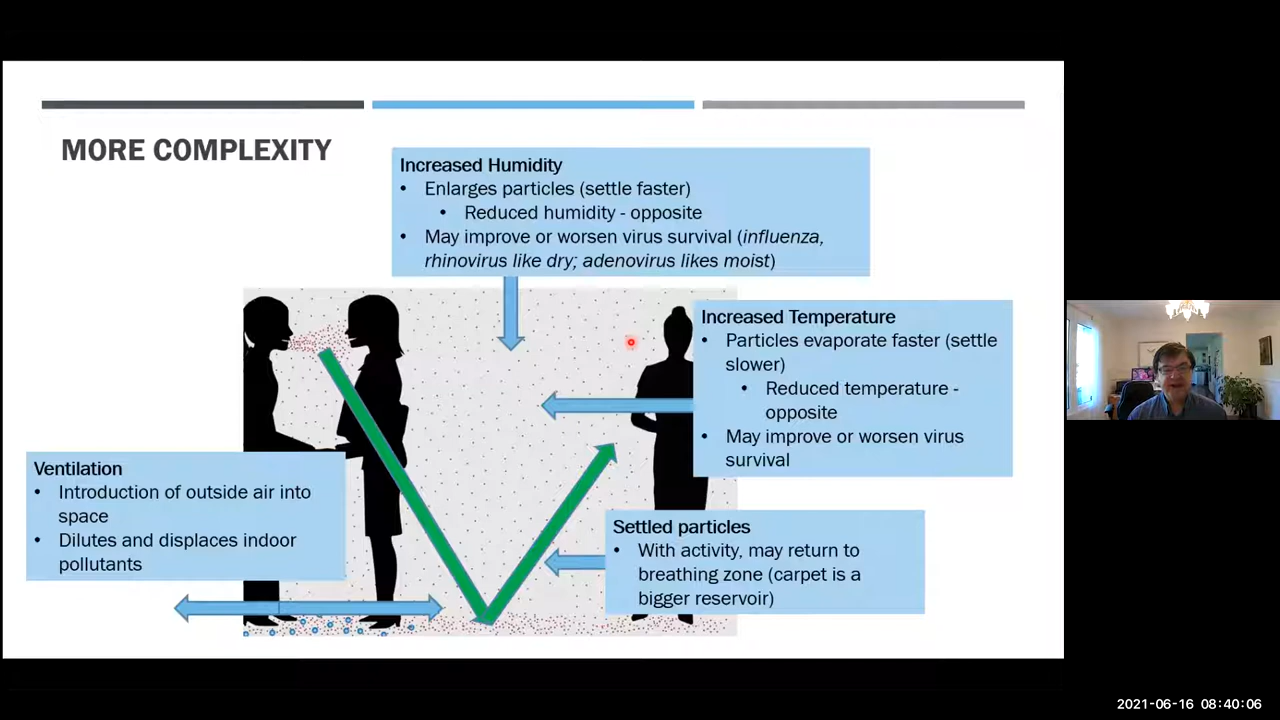 MORE COMPLEXITY
Increased Humidity
• Enlarges particles (settle faster)
• Reduced humidity - opposite
• May improve or worsen virus survival (influenza,
rhinovirus like dry; adenovirus likes moist)
Increased Temperature
• Particles evaporate faster (settle
slower)
• Reduced temperature -
opposite
• May improve or worsen virus
survival
Ventilation
• Introduction of outside air into
space
• Dilutes and displaces indoor
pollutants
Settled particles
• With activity, may return to
breathing zone (carpet is a
bigger reservoir)
2021-06-16 08:40:06